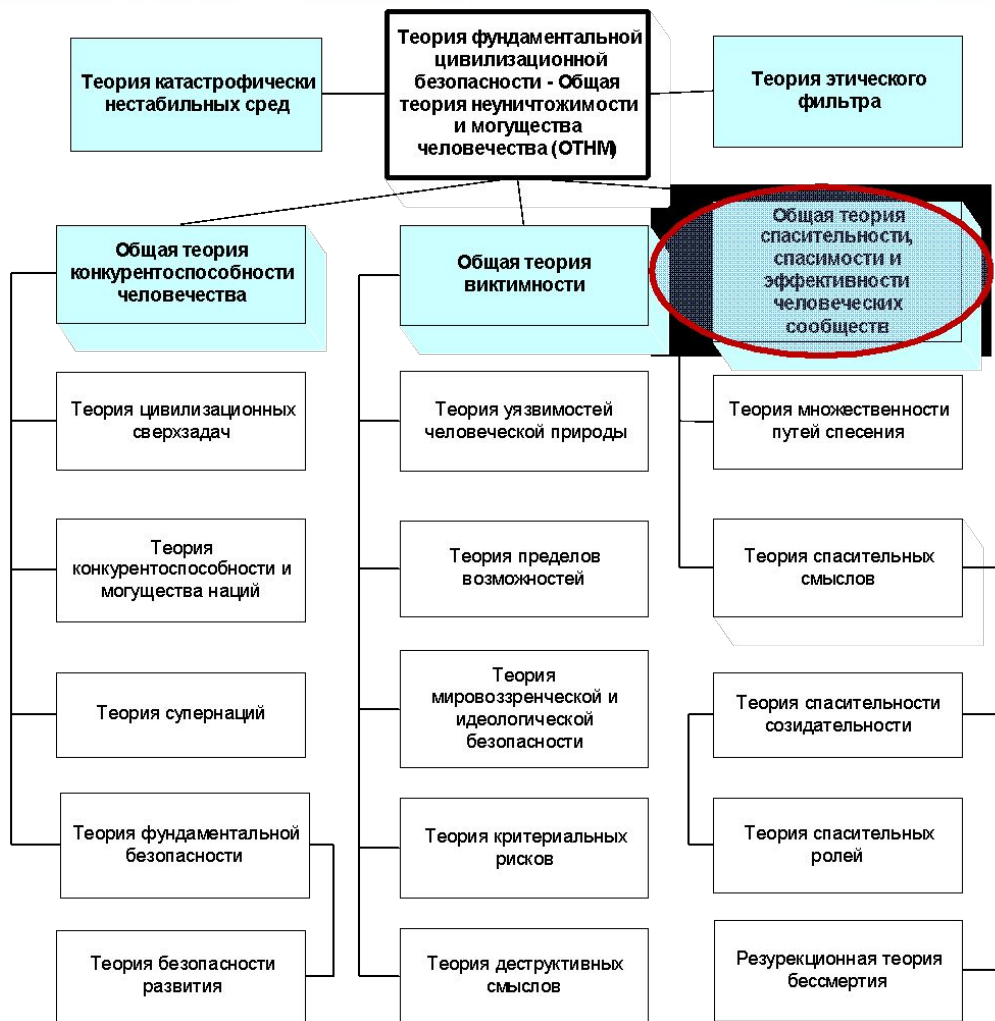 Теория фундаментальной
цивилизационной
безопасности - Общая
теория неуничтожимости
и могущества
человечества (ОТНМ)
Теория катастрофически
нестабильных сред
Теория этического
фильтра
Общая теория
конкурентоспособности
человечества
Общая теория
виктимности
Общая теория
спасительности,
спасимости и
эффективности
человеческих
сообществ
Теория цивилизационных
сверхзадач
Теория уязвимостей
человеческой природы
Теория множественности
путей спесения
Теория
конкурентоспособности и
могущества наций
Теория пределов
возможностей
Теория спасительных
смыслов
Теория супернаций
Теория
мировоззренческой и
идеологической
безопасности
Теория спасительности
созидательности
Теория фундаментальной
безопасности
Теория критериальных
рисков
Теория спасительных
ролей
Теория безопасности
развития
Теория деструктивных
смыслов
Резурекционная теория
бессмертия